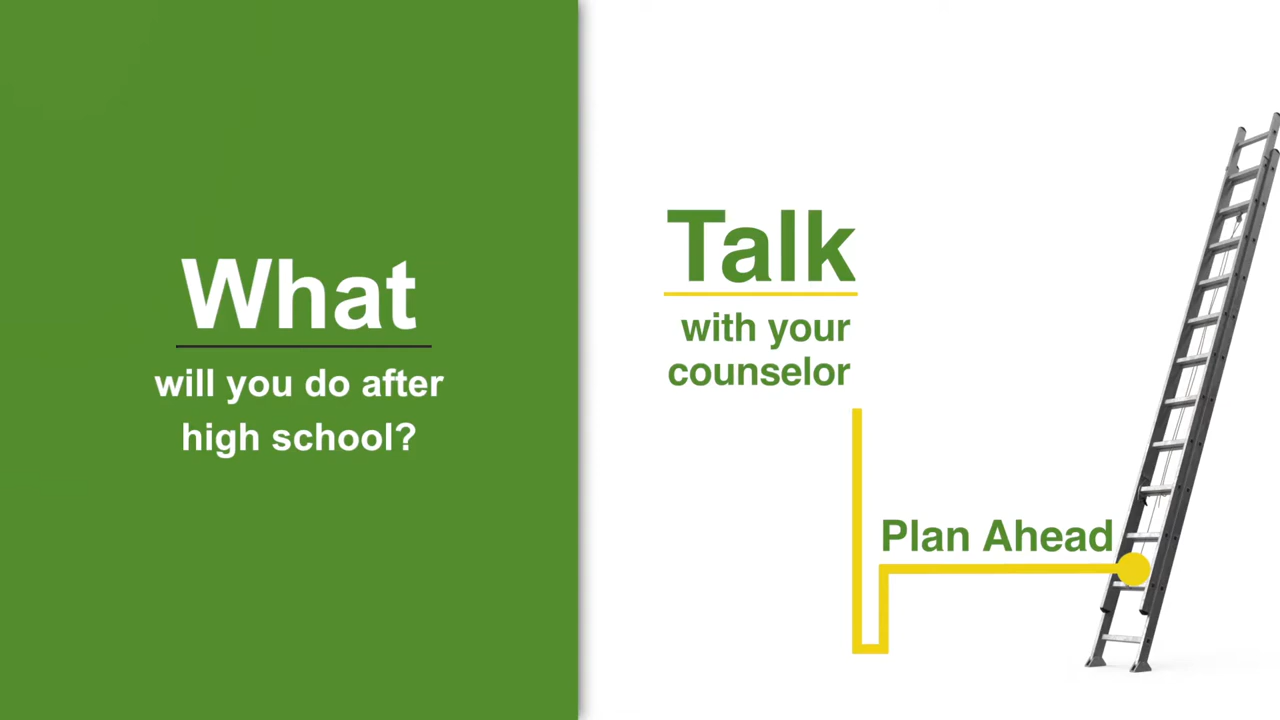 What
will you do after
high school?
Talk
with your
counselor
Plan Ahead